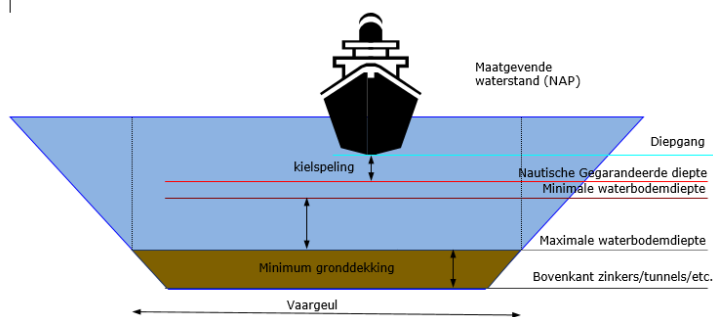 Maatgevende
waterstand (NAP)
Diepgang
kielspeling
Nautische Gegarandeerde diepte
Minimale waterbodemdiepte
Maximale waterbodemdiepte
Minimum gronddekking
Bovenkant zinkers/tunnels/etc.
Vaargeul